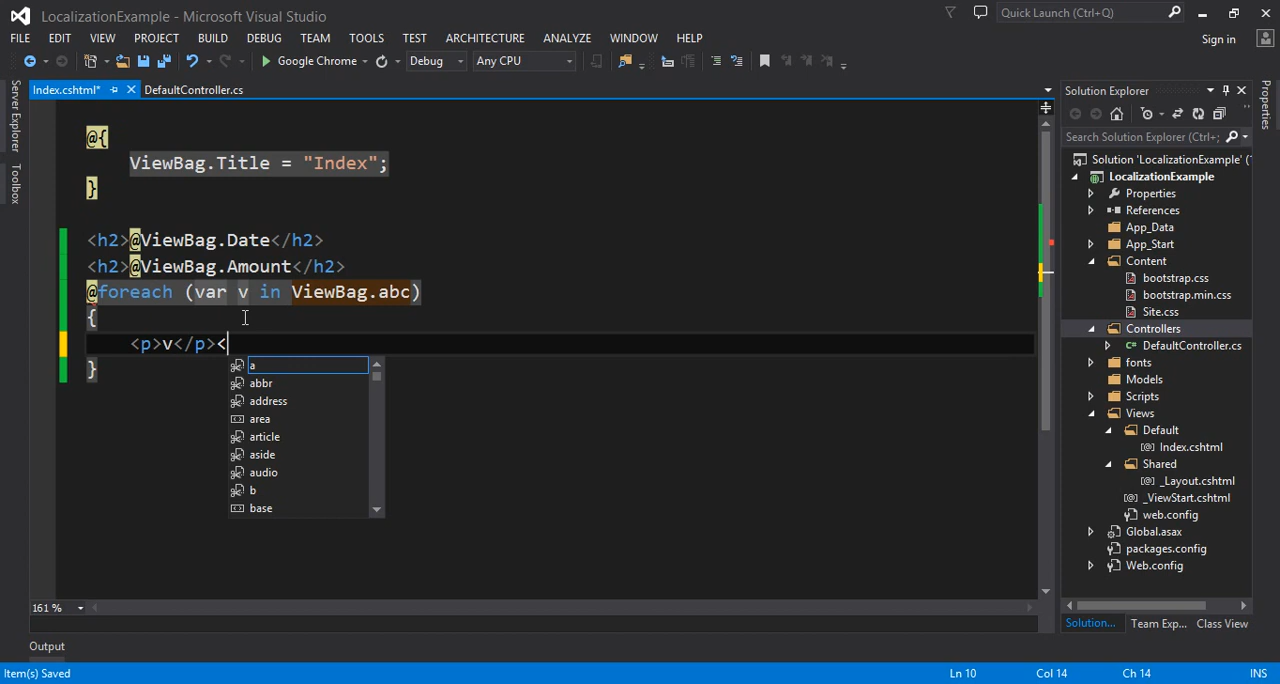 LocalizationExample - Microsoft Visual Studio
Quick Launch (Ctrl+Q)
FILE EDIT VIEW PROJECT BUILD DEBUG TEAM TOOLS TEST ARCHITECTURE ANALYZE WINDOW HELP
Sign in
Google Chrome Debug Any CPU
Index.cshtml* DefaultController.cs
Server Explorer
Toolbox
@{
ViewBag.Title = "Index";
}
<h2>@ViewBag.Date</h2>
<h2>@ViewBag.Amount</h2>
@foreach (var v in ViewBag.abc)
{
<p>v</p><
}
a
abbr
address
area
article
aside
audio
b
base
161 %
Solution Explorer
Search Solution Explorer (Ctrl+;
Solution 'LocalizationExample' (
LocalizationExample
Properties
References
App_Data
App_Start
Content
bootstrap.css
bootstrap.min.css
Site.css
Controllers
DefaultController.cs
fonts
Models
Scripts
Views
Default
Index.cshtml
Shared
_Layout.cshtml
_ViewStart.cshtml
web.config
Global.asax
packages.config
Web.config
Solution... Team Exp... Class View
Properties
Output
Item(s) Saved Ln 10 Col 14 Ch 14 INS